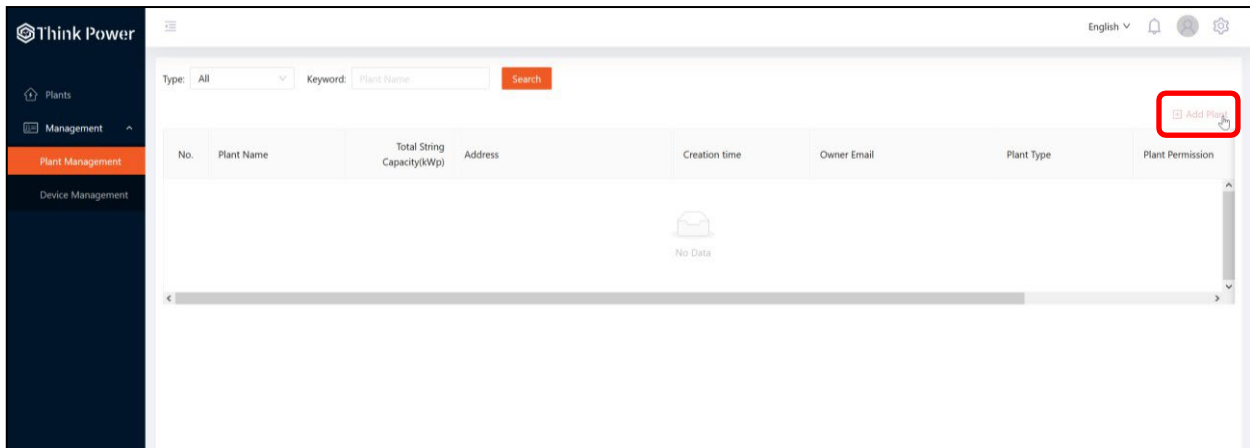 Think Power
English
Plants
Management
Plant Management
Device Management
Type: All Keyword: Plant Name Search
Add Plant
No. Plant Name Total String Capacity(kWp) Address Creation time Owner Email Plant Type Plant Permission
No Data